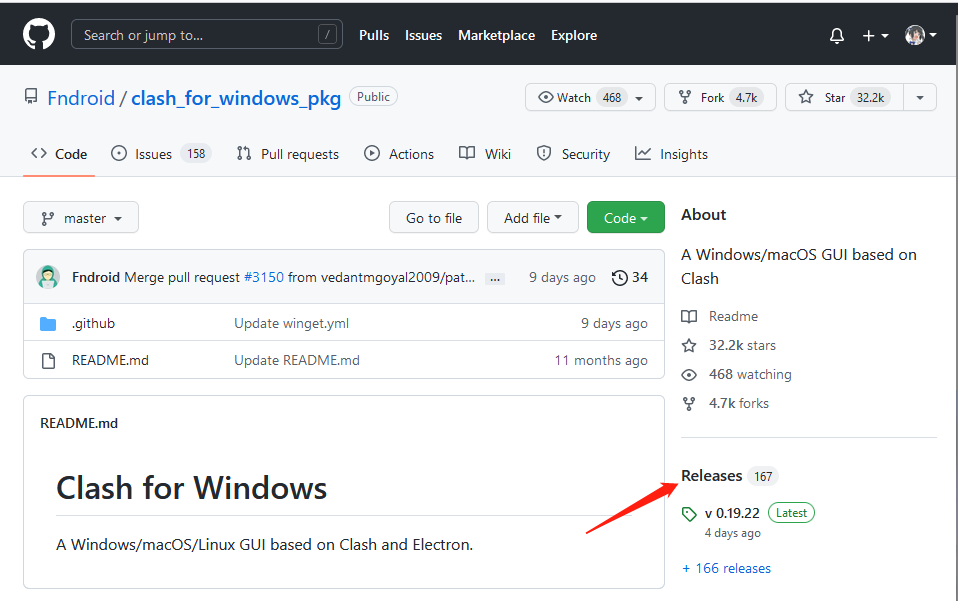 Search or jump to... / Pulls Issues Marketplace Explore
Fndroid / clash_for_windows_pkg Public Watch 468 Fork 4.7k Star 32.2k
Code Issues 158 Pull requests Actions Wiki Security Insights
master Go to file Add file Code
Fndroid Merge pull request #3150 from vedantmgoyal2009/pat... ... 9 days ago 34
.github Update winget.yml 9 days ago
README.md Update README.md 11 months ago
README.md
Clash for Windows
A Windows/macOS/Linux GUI based on Clash and Electron.
About
A Windows/macOS GUI based on
Clash
Readme
32.2k stars
468 watching
4.7k forks
Releases 167
v 0.19.22 Latest
4 days ago
+ 166 releases